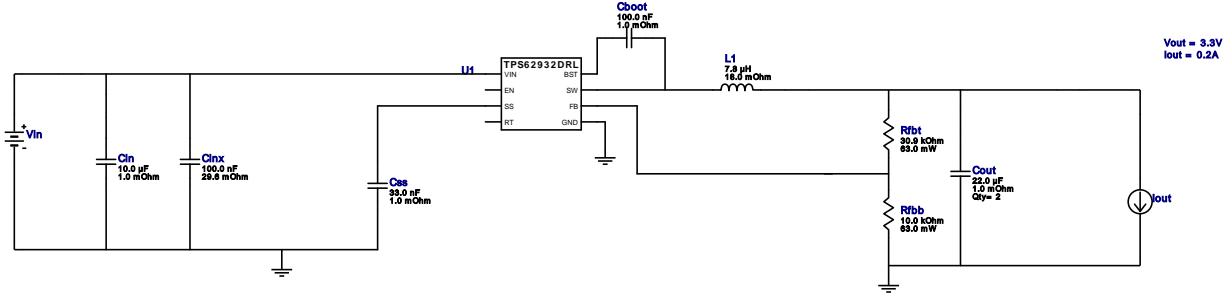 Cboot
100.0 nF
1.0 mOhm
Vout = 3.3V
Iout = 0.2A
U1
TPS62932DRL
VIN
BST
EN
SW
SS
FB
RT
GND
L1
7.8 µH
16.0 mOhm
Vin
Cin
10.0 µF
1.0 mOhm
Cinx
100.0 nF
29.6 mOhm
Css
33.0 nF
1.0 mOhm
Rfbt
30.9 kOhm
63.0 mW
Cout
22.0 µF
1.0 mOhm
Qty= 2
Rfbb
10.0 kOhm
63.0 mW
Iout